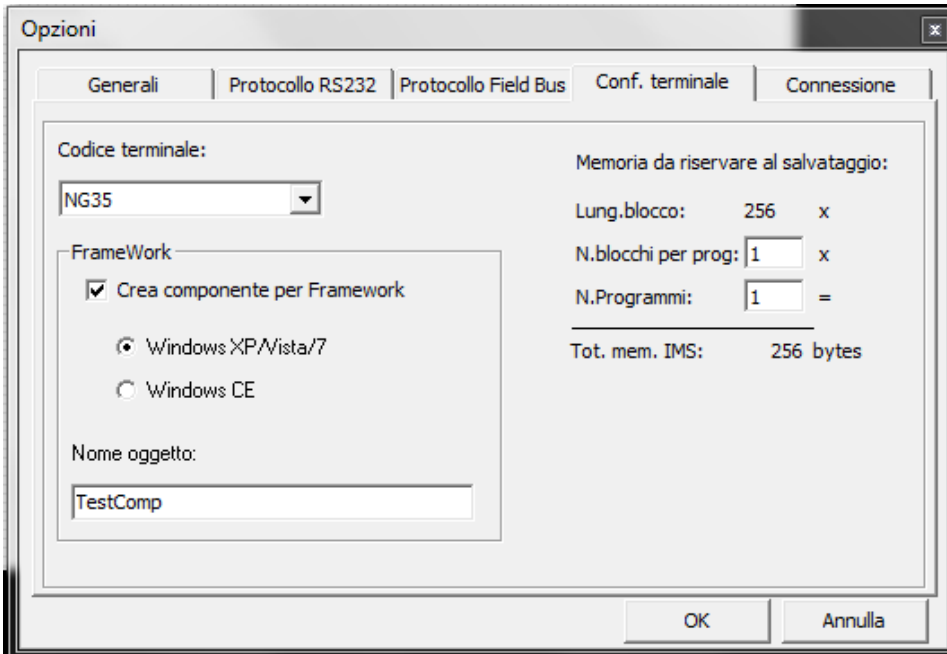 Opzioni
Generali
Protocollo RS232
Protocollo Field Bus
Conf. terminale
Connessione
Codice terminale:
NG35
FrameWork
Crea componente per Framework
Windows XP/Vista/7
Windows CE
Nome oggetto:
TestComp
Memoria da riservare al salvataggio:
Lung.blocco: 256 x
N.blocchi per prog: 1 x
N.Programmi: 1 =
Tot. mem. IMS: 256 bytes
OK
Annulla